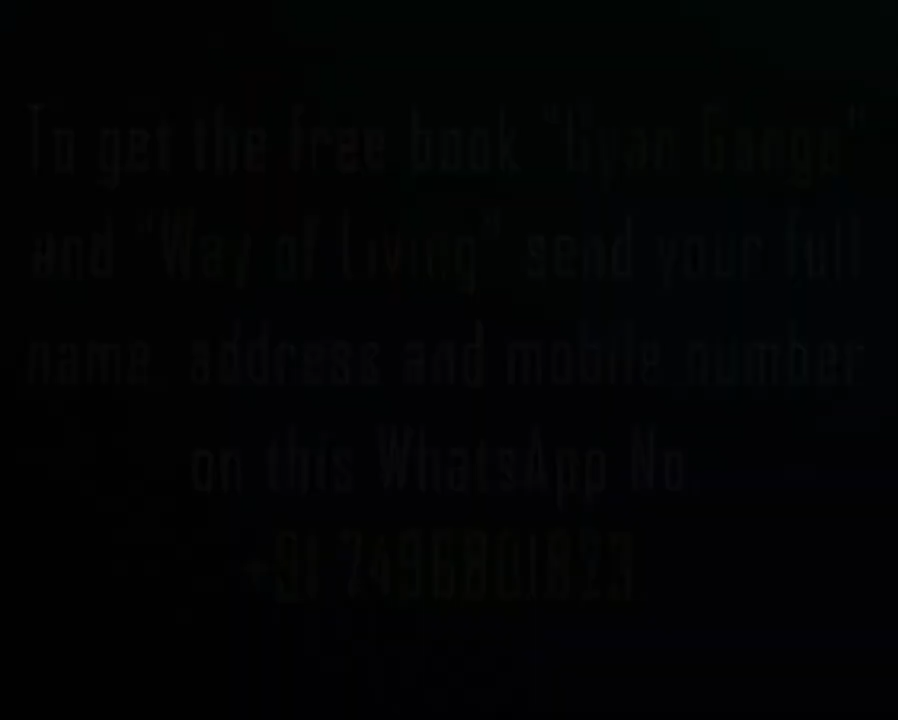 To get the free book "Gyan Ganga"
and "Way of Living" send your full
name, address and mobile number
on this WhatsApp No.
+91 7496801823